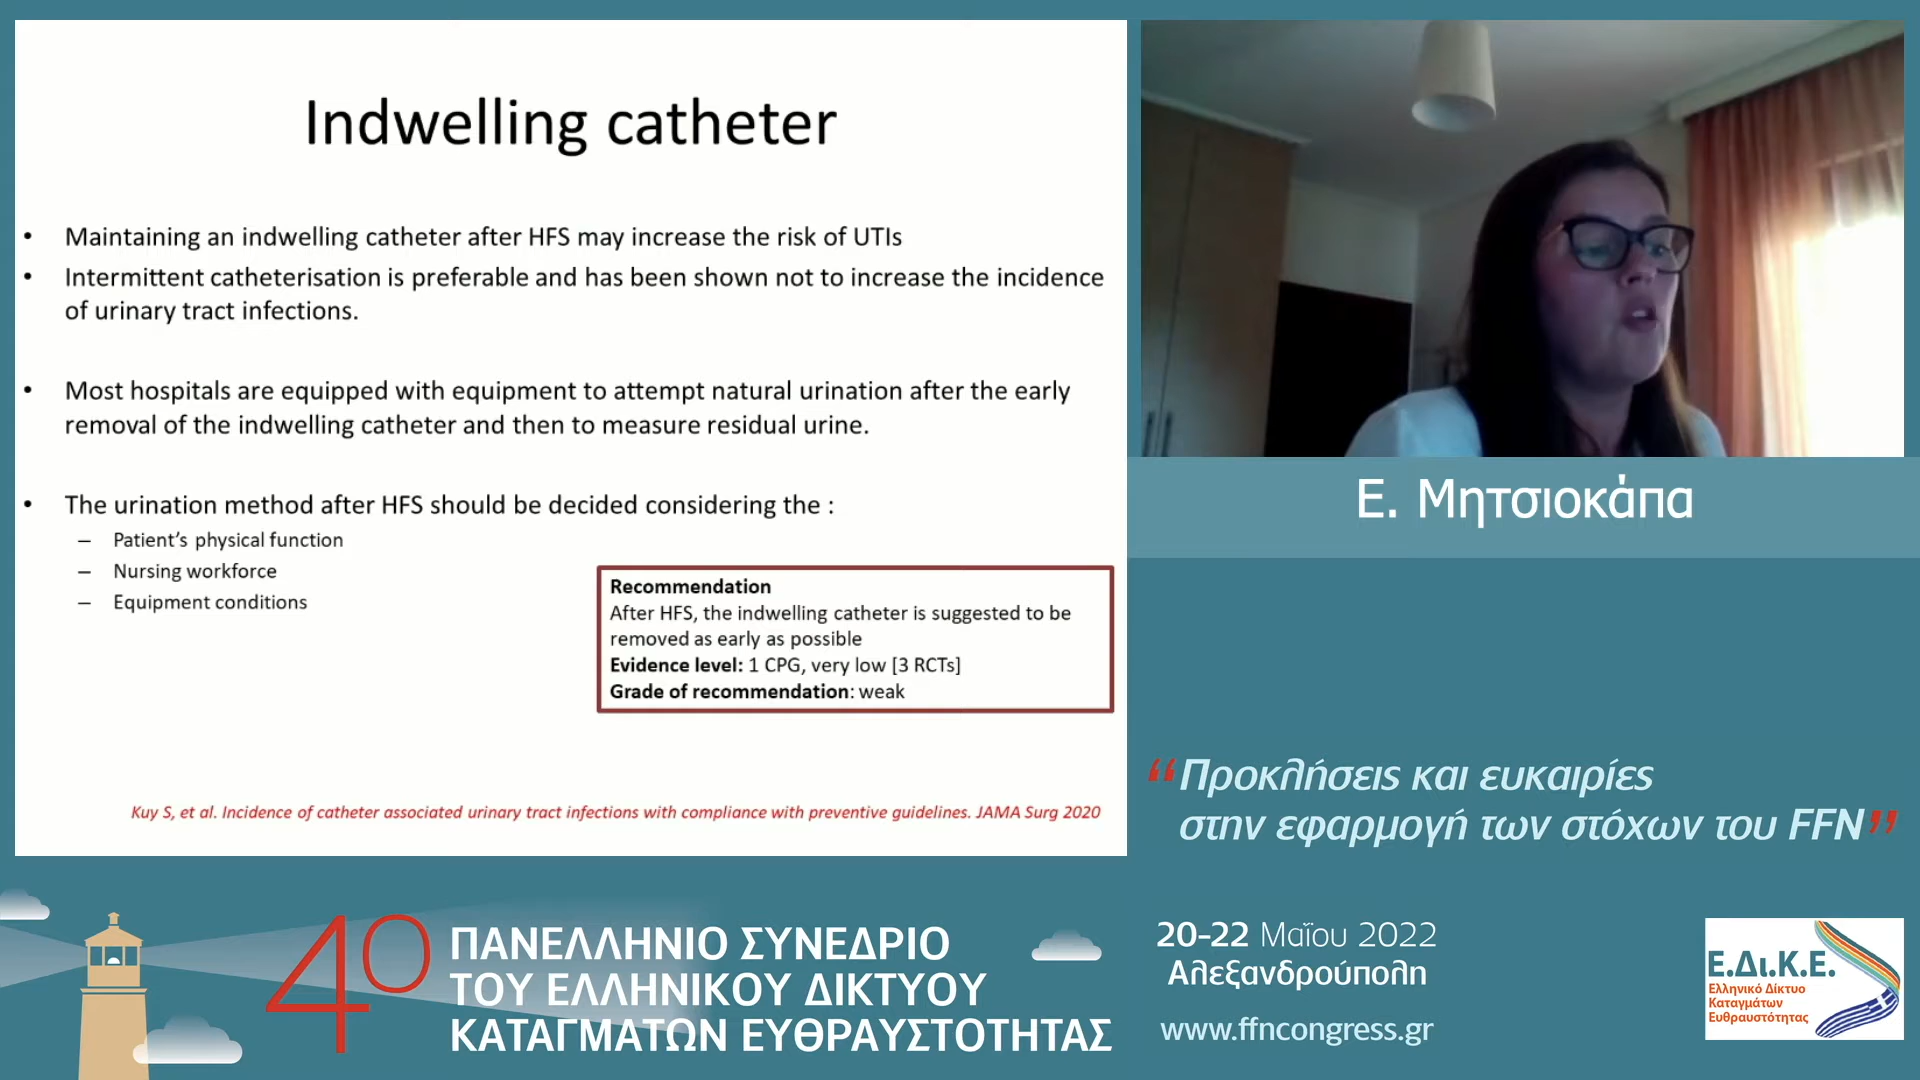 Indwelling catheter
• Maintaining an indwelling catheter after HFS may increase the risk of UTIs
• Intermittent catheterisation is preferable and has been shown not to increase the incidence
of urinary tract infections.
• Most hospitals are equipped with equipment to attempt natural urination after the early
removal of the indwelling catheter and then to measure residual urine.
• The urination method after HFS should be decided considering the :
– Patient's physical function
– Nursing workforce
– Equipment conditions
Recommendation
After HFS, the indwelling catheter is suggested to be
removed as early as possible
Evidence level: 1 CPG, very low [3 RCTs]
Grade of recommendation: weak
Kuy S, et al. Incidence of catheter associated urinary tract infections with compliance with preventive guidelines. JAMA Surg 2020
Ε. Μητσιοκάπα
“Προκλήσεις και ευκαιρίες
στην εφαρμογή των στόχων του FFN”
4ο
ΠΑΝΕΛΛΗΝΙΟ ΣΥΝΕΔΡΙΟ
ΤΟΥ ΕΛΛΗΝΙΚΟΥ ΔΙΚΤΥΟΥ
ΚΑΤΑΓΜΑΤΩΝ ΕΥΘΡΑΥΣΤΟΤΗΤΑΣ
20-22 Μαΐου 2022
Αλεξανδρούπολη
www.ffncongress.gr
Ε.Δι.Κ.Ε.
Ελληνικό Δίκτυο
Καταγμάτων
Ευθραυστότητας